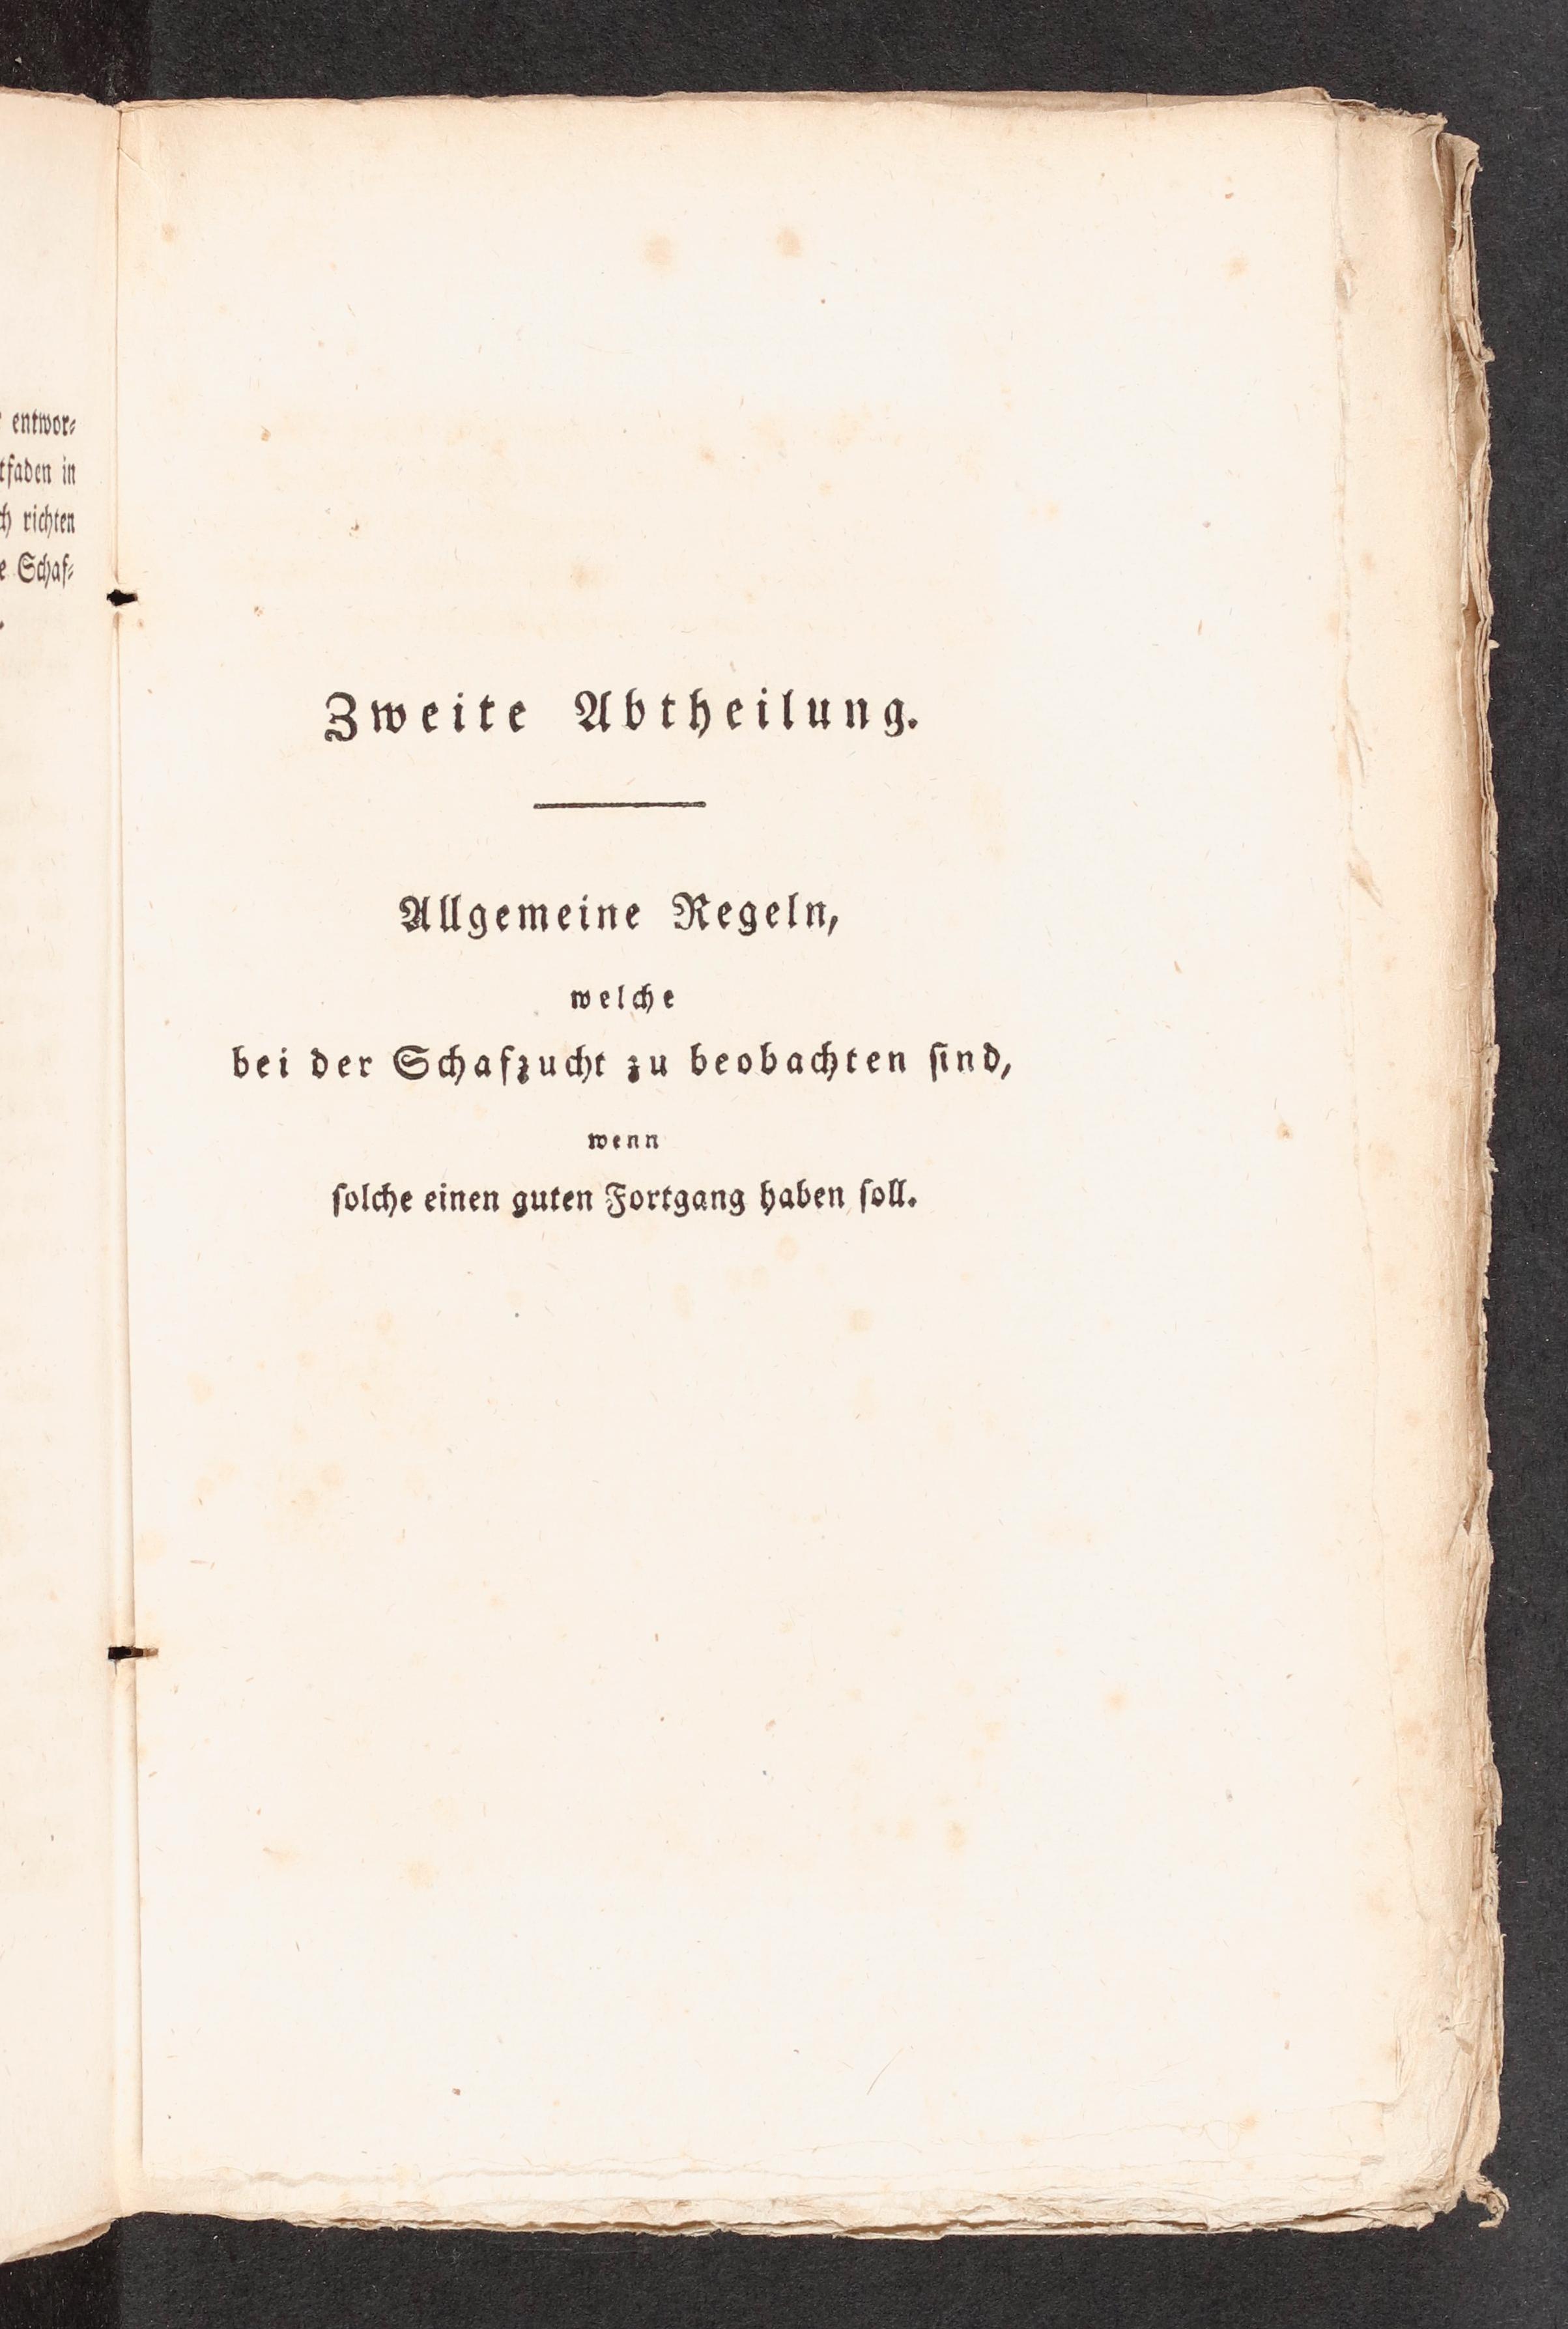 entwor⸗
tfaden in
ch richten
e Schaf⸗
Zweite Abtheilung.
Allgemeine Regeln,
welche
bei der Schafzucht zu beobachten ſind,
wenn
ſolche einen guten Fortgang haben ſoll.